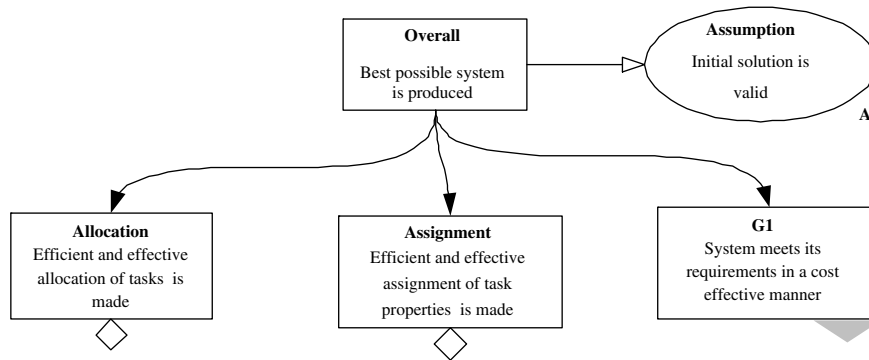 Overall
Best possible system
is produced
Assumption
Initial solution is
valid
A
Allocation
Efficient and effective
allocation of tasks is
made
Assignment
Efficient and effective
assignment of task
properties is made
G1
System meets its
requirements in a cost
effective manner